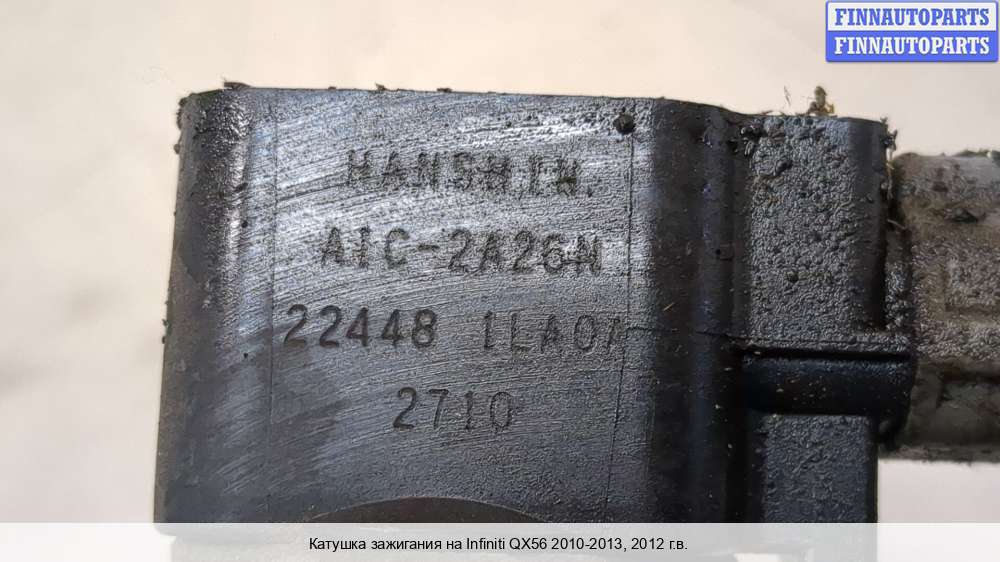 FINNAUTOPARTS
FINNAUTOPARTS
HANSHIN.
AIC-2A26N
22448 1LA0A
2710
Катушка зажигания на Infiniti QX56 2010-2013, 2012 г.в.